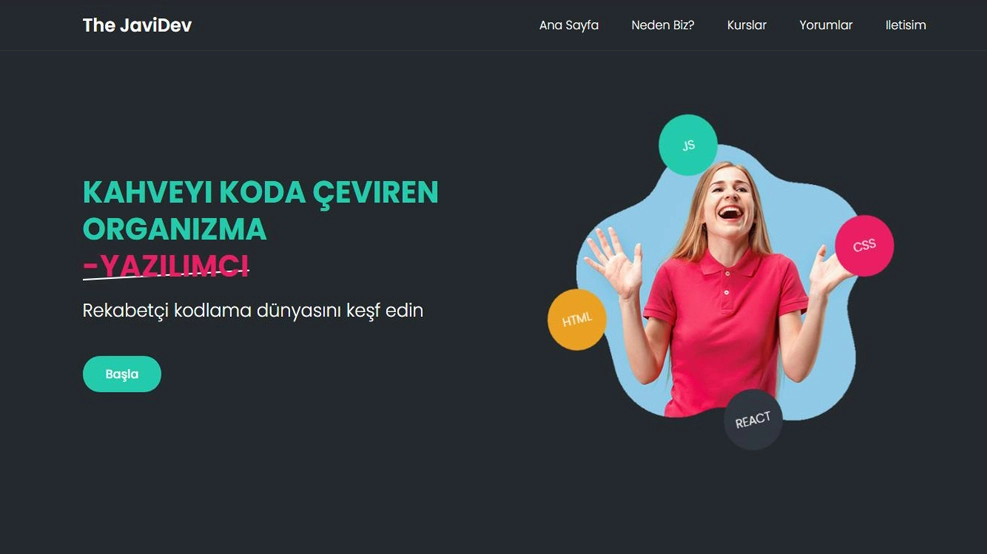 The JaviDev
Ana Sayfa Neden Biz? Kurslar Yorumlar Iletisim
KAHVEYI KODA ÇEVIREN
ORGANIZMA
-YAZILIMCI
Rekabetçi kodlama dünyasını keşf edin
Başla
JS
CSS
HTML
REACT